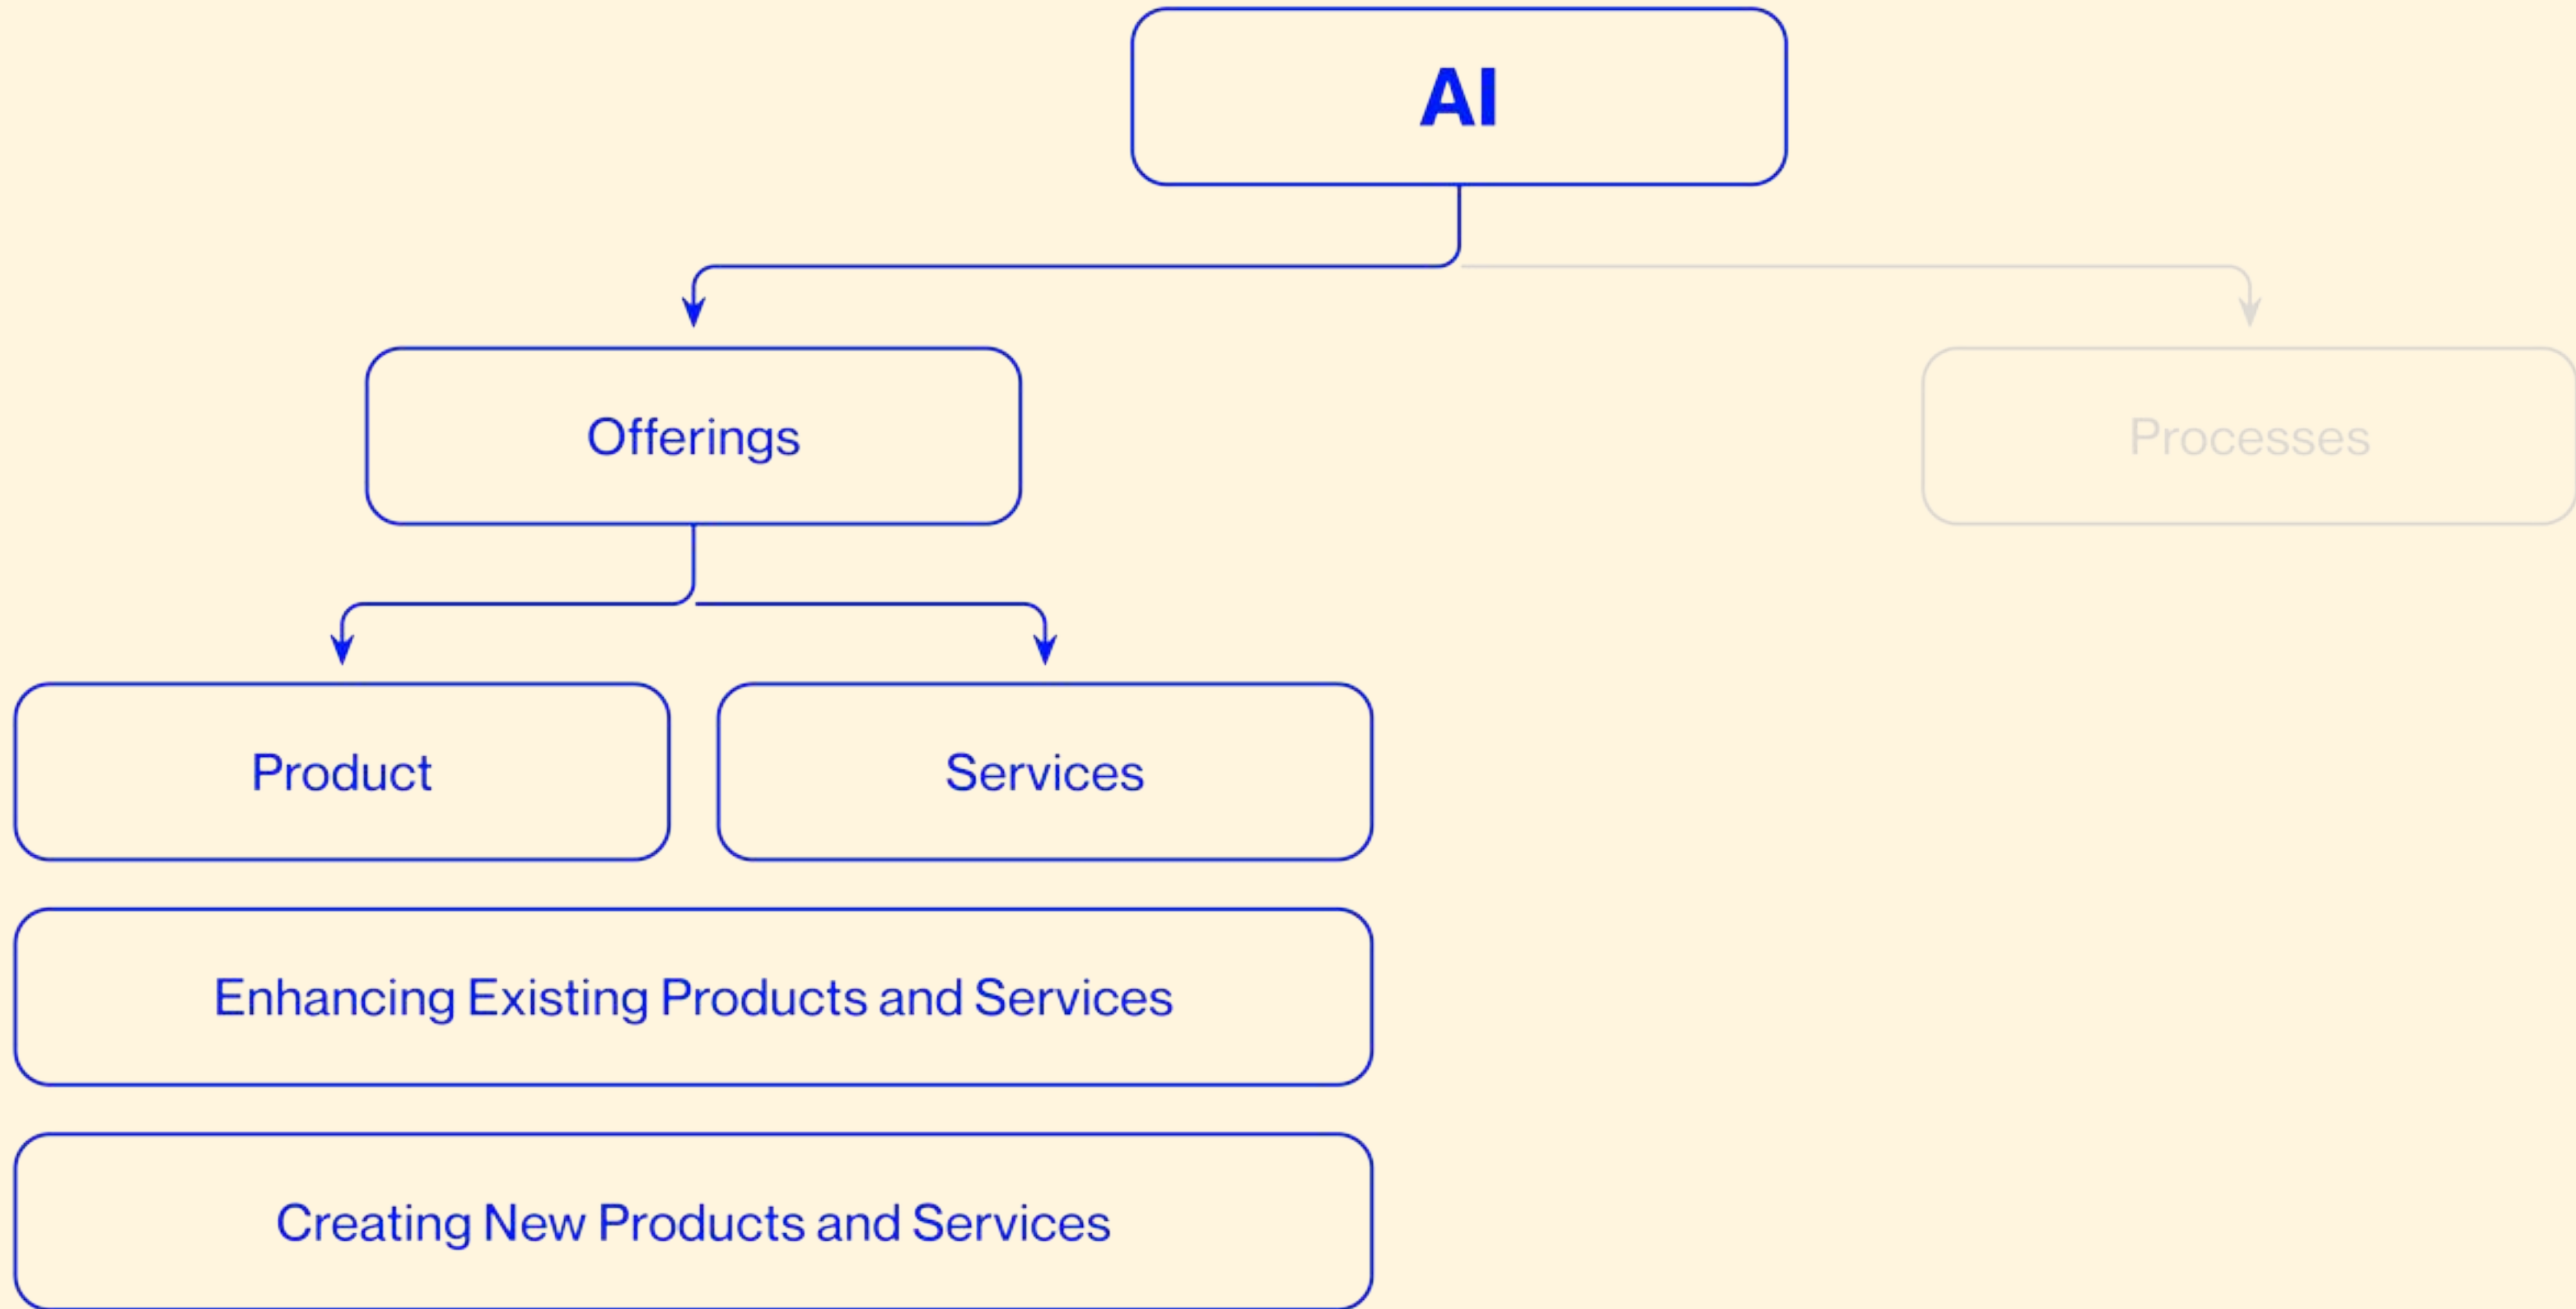 AI
Offerings
Processes
Product
Services
Enhancing Existing Products and Services
Creating New Products and Services